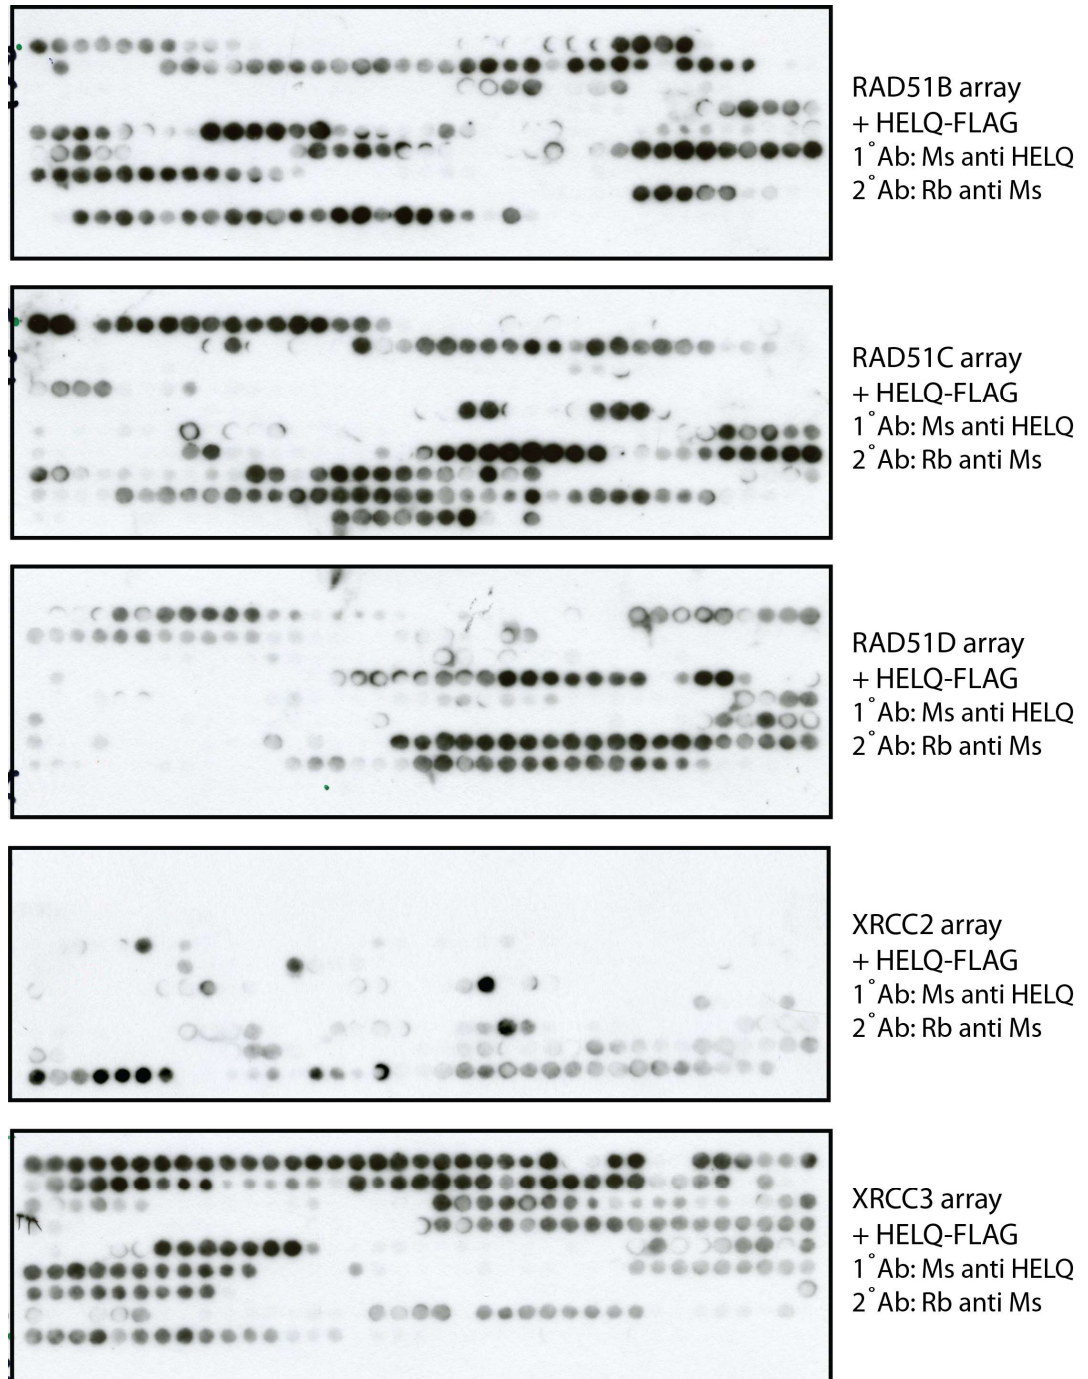 RAD51B array
+ HELQ-FLAG
1˚Ab: Ms anti HELQ
2˚Ab: Rb anti Ms
RAD51C array
+ HELQ-FLAG
1˚Ab: Ms anti HELQ
2˚Ab: Rb anti Ms
RAD51D array
+ HELQ-FLAG
1˚Ab: Ms anti HELQ
2˚Ab: Rb anti Ms
XRCC2 array
+ HELQ-FLAG
1˚Ab: Ms anti HELQ
2˚Ab: Rb anti Ms
XRCC3 array
+ HELQ-FLAG
1˚Ab: Ms anti HELQ
2˚Ab: Rb anti Ms